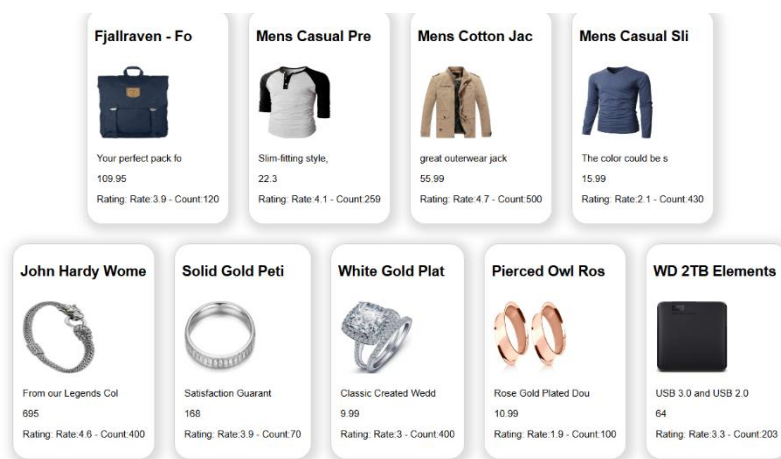 Fjallraven - Fo
Your perfect pack fo
109.95
Rating: Rate:3.9 - Count:120
Mens Casual Pre
Slim-fitting style,
22.3
Rating: Rate:4.1 - Count:259
Mens Cotton Jac
great outerwear jack
55.99
Rating: Rate:4.7 - Count:500
Mens Casual Sli
The color could be s
15.99
Rating: Rate:2.1 - Count:430
John Hardy Wome
From our Legends Col
695
Rating: Rate:4.6 - Count:400
Solid Gold Peti
Satisfaction Guarant
168
Rating: Rate:3.9 - Count:70
White Gold Plat
Classic Created Wedd
9.99
Rating: Rate:3 - Count:400
Pierced Owl Ros
Rose Gold Plated Dou
10.99
Rating: Rate:1.9 - Count:100
WD 2TB Elements
USB 3.0 and USB 2.0
64
Rating: Rate:3.3 - Count:203